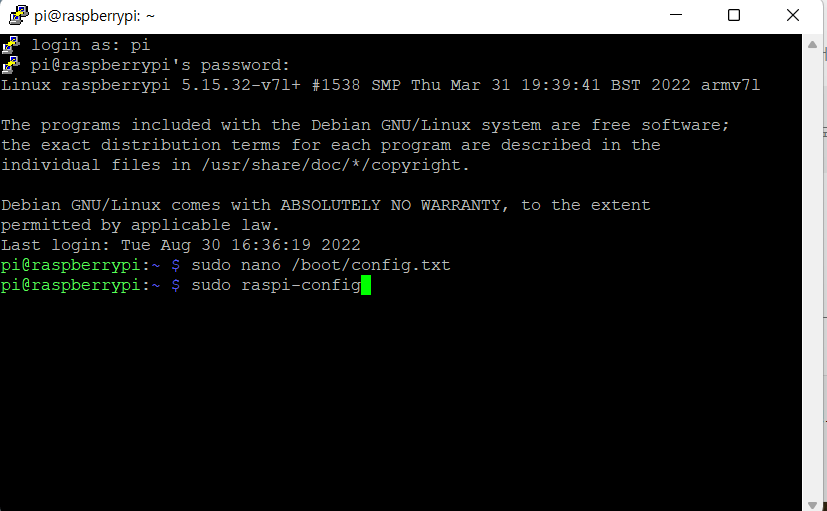 pi@raspberrypi: ~
login as: pi
pi@raspberrypi's password:
Linux raspberrypi 5.15.32-v7l+ #1538 SMP Thu Mar 31 19:39:41 BST 2022 armv7l
The programs included with the Debian GNU/Linux system are free software;
the exact distribution terms for each program are described in the
individual files in /usr/share/doc/*/copyright.
Debian GNU/Linux comes with ABSOLUTELY NO WARRANTY, to the extent
permitted by applicable law.
Last login: Tue Aug 30 16:36:19 2022
pi@raspberrypi:~ $ sudo nano /boot/config.txt
pi@raspberrypi:~ $ sudo raspi-config